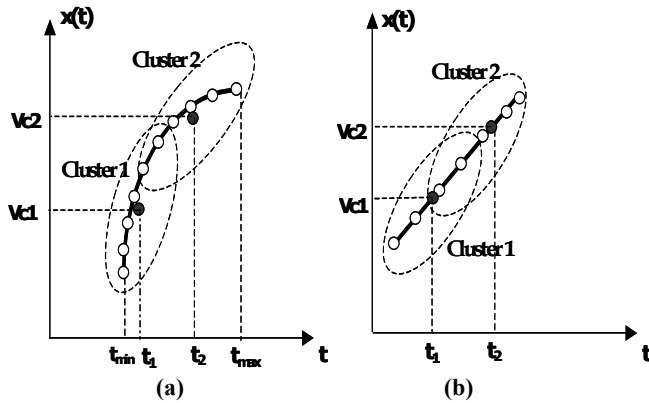 x(t)
Cluster 2
Vc2
Cluster 1
Vc1
tmin t1 t2 tmax t
(a)
x(t)
Cluster 2
Vc2
Vc1
Cluster 1
t1 t2 t
(b)